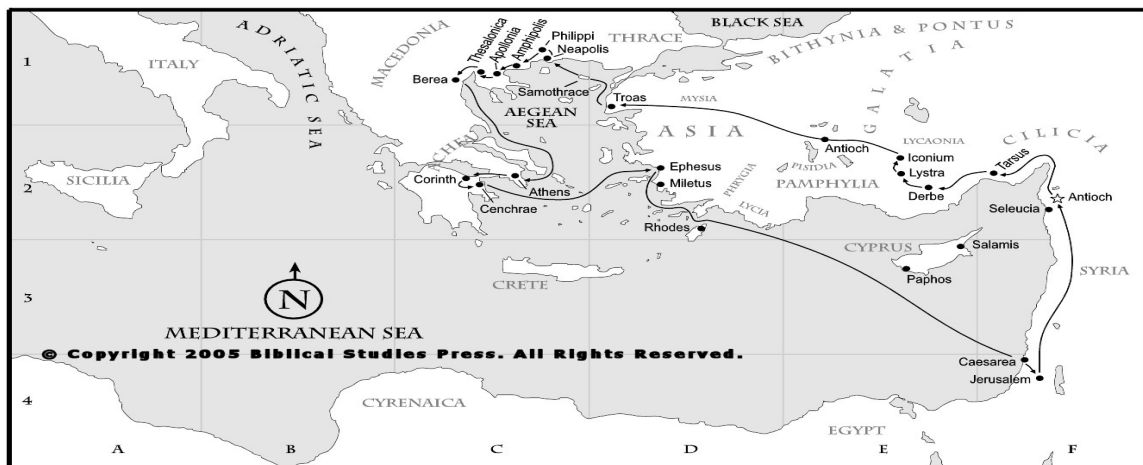 BLACK SEA
ADRIATIC SEA
MACEDONIA
Thesalonica
Apollonia
Amphipolis
Philippi
Neapolis
THRACE
BITHYNIA & PONTUS
1
ITALY
Berea
Samothrace
Troas
MYSIA
GALATIA
AEGEAN
SEA
ASIA
Antioch
LYCAONIA
CILICIA
Iconium
ACHEA
PISIDIA
Tarsus
2
SICILIA
Corinth
Athens
Ephesus
Miletus
PHRYGIA
PAMPHYLIA
Lystra
Derbe
Antioch
Cenchrae
LYCIA
Seleucia
Rhodes
CYPRUS
Salamis
SYRIA
Paphos
CRETE
3
N
MEDITERRANEAN SEA
© Copyright 2005 Biblical Studies Press. All Rights Reserved.
Caesarea
Jerusalem
4
CYRENAICA
EGYPT
A B C D E F